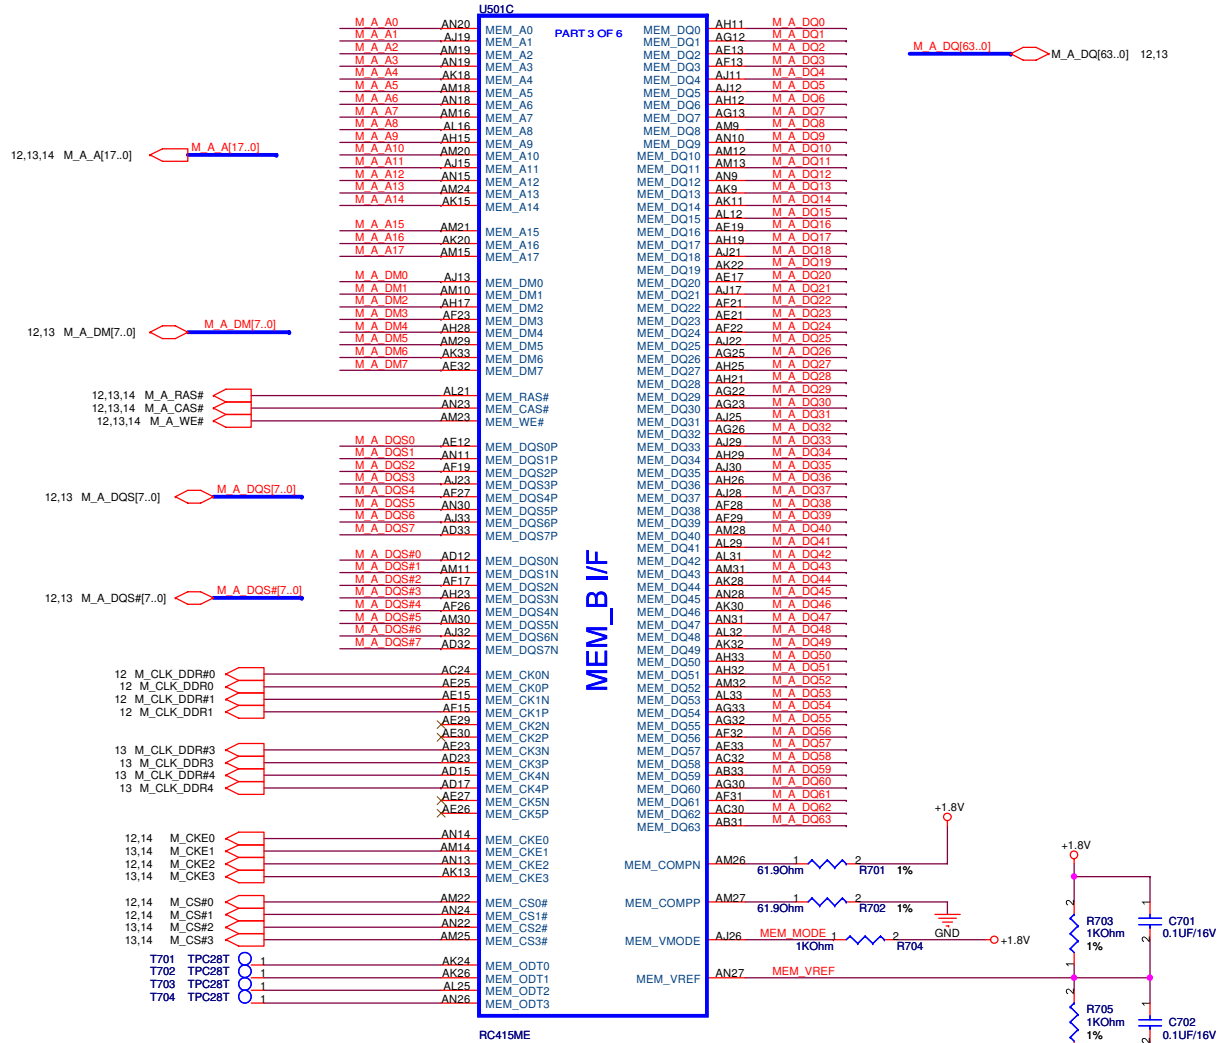 U501C
PART 3 OF 6
M_A_A0 AN20 MEM_A0
M_A_A1 AJ19 MEM_A1
M_A_A2 AM19 MEM_A2
M_A_A3 AN19 MEM_A3
M_A_A4 AK18 MEM_A4
M_A_A5 AM18 MEM_A5
M_A_A6 AN18 MEM_A6
M_A_A7 AM16 MEM_A7
M_A_A8 AL16 MEM_A8
M_A_A9 AH15 MEM_A9
M_A_A10 AM20 MEM_A10
M_A_A11 AJ15 MEM_A11
M_A_A12 AN15 MEM_A12
M_A_A13 AM24 MEM_A13
M_A_A14 AK15 MEM_A14
M_A_A15 AM21 MEM_A15
M_A_A16 AK20 MEM_A16
M_A_A17 AM15 MEM_A17
12,13,14 M_A_A[17..0] M_A_A[17..0]
M_A_DM0 AJ13 MEM_DM0
M_A_DM1 AM10 MEM_DM1
M_A_DM2 AH17 MEM_DM2
M_A_DM3 AF23 MEM_DM3
M_A_DM4 AH28 MEM_DM4
M_A_DM5 AM29 MEM_DM5
M_A_DM6 AK33 MEM_DM6
M_A_DM7 AE32 MEM_DM7
12,13 M_A_DM[7..0] M_A_DM[7..0]
12,13,14 M_A_RAS# AL21 MEM_RAS#
12,13,14 M_A_CAS# AN23 MEM_CAS#
12,13,14 M_A_WE# AM23 MEM_WE#
M_A_DQS0 AE12 MEM_DQS0P
M_A_DQS1 AN11 MEM_DQS1P
M_A_DQS2 AF19 MEM_DQS2P
M_A_DQS3 AJ23 MEM_DQS3P
M_A_DQS4 AF27 MEM_DQS4P
M_A_DQS5 AN30 MEM_DQS5P
M_A_DQS6 AJ33 MEM_DQS6P
M_A_DQS7 AD33 MEM_DQS7P
12,13 M_A_DQS[7..0] M_A_DQS[7..0]
M_A_DQS#0 AD12 MEM_DQS0N
M_A_DQS#1 AM11 MEM_DQS1N
M_A_DQS#2 AF17 MEM_DQS2N
M_A_DQS#3 AH23 MEM_DQS3N
M_A_DQS#4 AF26 MEM_DQS4N
M_A_DQS#5 AM30 MEM_DQS5N
M_A_DQS#6 AJ32 MEM_DQS6N
M_A_DQS#7 AD32 MEM_DQS7N
12,13 M_A_DQS#[7..0] M_A_DQS#[7..0]
12 M_CLK_DDR#0 AC24 MEM_CK0N
12 M_CLK_DDR0 AE25 MEM_CK0P
12 M_CLK_DDR#1 AE15 MEM_CK1N
12 M_CLK_DDR1 AF15 MEM_CK1P
AE29 MEM_CK2N
AE30 MEM_CK2P
13 M_CLK_DDR#3 AE23 MEM_CK3N
13 M_CLK_DDR3 AD23 MEM_CK3P
13 M_CLK_DDR#4 AD15 MEM_CK4N
13 M_CLK_DDR4 AD17 MEM_CK4P
AE27 MEM_CK5N
AE26 MEM_CK5P
12,14 M_CKE0 AN14 MEM_CKE0
13,14 M_CKE1 AM14 MEM_CKE1
12,14 M_CKE2 AN13 MEM_CKE2
13,14 M_CKE3 AK13 MEM_CKE3
12,14 M_CS#0 AM22 MEM_CS0#
12,14 M_CS#1 AN24 MEM_CS1#
13,14 M_CS#2 AN22 MEM_CS2#
13,14 M_CS#3 AM25 MEM_CS3#
T701 TPC28T 1 AK24 MEM_ODT0
T702 TPC28T 1 AK26 MEM_ODT1
T703 TPC28T 1 AL25 MEM_ODT2
T704 TPC28T 1 AN26 MEM_ODT3
MEM_B I/F
RC415ME
MEM_DQ0 AH11 M_A_DQ0
MEM_DQ1 AG12 M_A_DQ1
MEM_DQ2 AE13 M_A_DQ2
MEM_DQ3 AF13 M_A_DQ3
MEM_DQ4 AJ11 M_A_DQ4
MEM_DQ5 AJ12 M_A_DQ5
MEM_DQ6 AH12 M_A_DQ6
MEM_DQ7 AG13 M_A_DQ7
MEM_DQ8 AM9 M_A_DQ8
MEM_DQ9 AN10 M_A_DQ9
MEM_DQ10 AM12 M_A_DQ10
MEM_DQ11 AM13 M_A_DQ11
MEM_DQ12 AN9 M_A_DQ12
MEM_DQ13 AK9 M_A_DQ13
MEM_DQ14 AK11 M_A_DQ14
MEM_DQ15 AL12 M_A_DQ15
MEM_DQ16 AE19 M_A_DQ16
MEM_DQ17 AH19 M_A_DQ17
MEM_DQ18 AJ21 M_A_DQ18
MEM_DQ19 AK22 M_A_DQ19
MEM_DQ20 AE17 M_A_DQ20
MEM_DQ21 AJ17 M_A_DQ21
MEM_DQ22 AF21 M_A_DQ22
MEM_DQ23 AE21 M_A_DQ23
MEM_DQ24 AF22 M_A_DQ24
MEM_DQ25 AJ22 M_A_DQ25
MEM_DQ26 AG25 M_A_DQ26
MEM_DQ27 AH25 M_A_DQ27
MEM_DQ28 AH21 M_A_DQ28
MEM_DQ29 AG22 M_A_DQ29
MEM_DQ30 AG23 M_A_DQ30
MEM_DQ31 AJ25 M_A_DQ31
MEM_DQ32 AG26 M_A_DQ32
MEM_DQ33 AJ29 M_A_DQ33
MEM_DQ34 AH29 M_A_DQ34
MEM_DQ35 AJ30 M_A_DQ35
MEM_DQ36 AH26 M_A_DQ36
MEM_DQ37 AJ28 M_A_DQ37
MEM_DQ38 AF28 M_A_DQ38
MEM_DQ39 AF29 M_A_DQ39
MEM_DQ40 AM28 M_A_DQ40
MEM_DQ41 AL29 M_A_DQ41
MEM_DQ42 AL31 M_A_DQ42
MEM_DQ43 AM31 M_A_DQ43
MEM_DQ44 AK28 M_A_DQ44
MEM_DQ45 AN28 M_A_DQ45
MEM_DQ46 AK30 M_A_DQ46
MEM_DQ47 AN31 M_A_DQ47
MEM_DQ48 AL32 M_A_DQ48
MEM_DQ49 AK32 M_A_DQ49
MEM_DQ50 AH33 M_A_DQ50
MEM_DQ51 AH32 M_A_DQ51
MEM_DQ52 AM32 M_A_DQ52
MEM_DQ53 AL33 M_A_DQ53
MEM_DQ54 AG33 M_A_DQ54
MEM_DQ55 AG32 M_A_DQ55
MEM_DQ56 AF32 M_A_DQ56
MEM_DQ57 AE33 M_A_DQ57
MEM_DQ58 AC32 M_A_DQ58
MEM_DQ59 AB33 M_A_DQ59
MEM_DQ60 AG30 M_A_DQ60
MEM_DQ61 AF31 M_A_DQ61
MEM_DQ62 AC30 M_A_DQ62
MEM_DQ63 AB31 M_A_DQ63
M_A_DQ[63..0] M_A_DQ[63..0] 12,13
+1.8V
MEM_COMPN AM26 1 2
61.9Ohm R701 1%
MEM_COMPP AM27 1 2
61.9Ohm R702 1%
GND
MEM_VMODE AJ26 MEM_MODE 1 2 +1.8V
1KOhm R704
MEM_VREF AN27 MEM_VREF
+1.8V
2
R703
1KOhm
1%
1
1
C701
0.1UF/16V
2
2
R705
1KOhm
1%
1
C702
0.1UF/16V
2